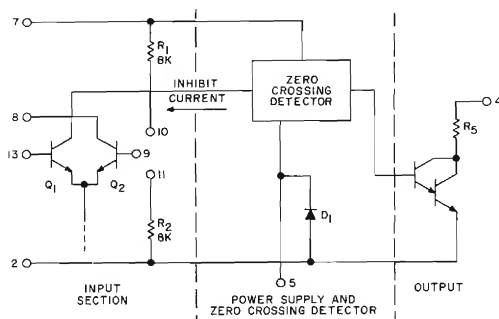 7
R1
8K
INHIBIT
CURRENT
ZERO
CROSSING
DETECTOR
4
R5
8
10
13
9
Q1
Q2
11
R2
8K
D1
2
5
INPUT
SECTION
POWER SUPPLY AND
ZERO CROSSING DETECTOR
OUTPUT